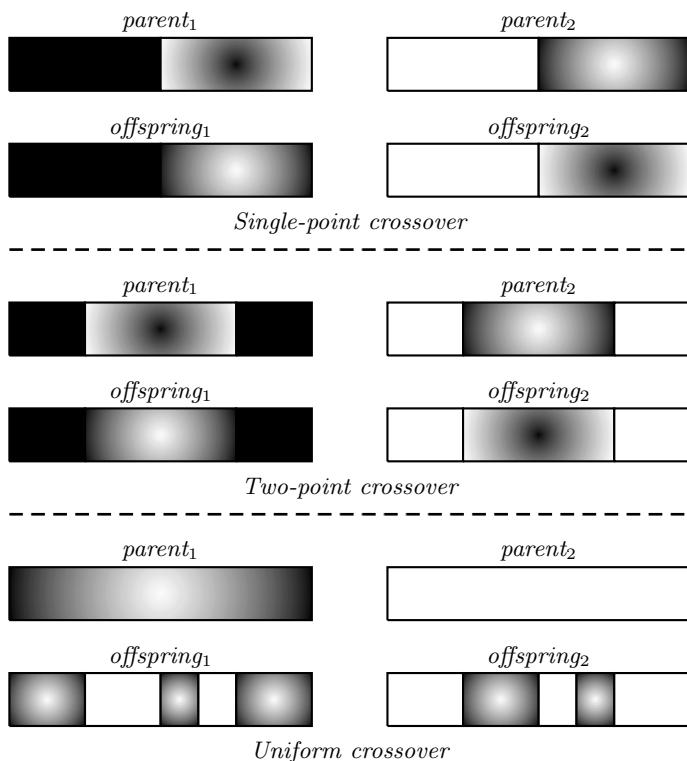 parent₁ parent₂
offspring₁ offspring₂
Single-point crossover
parent₁ parent₂
offspring₁ offspring₂
Two-point crossover
parent₁ parent₂
offspring₁ offspring₂
Uniform crossover